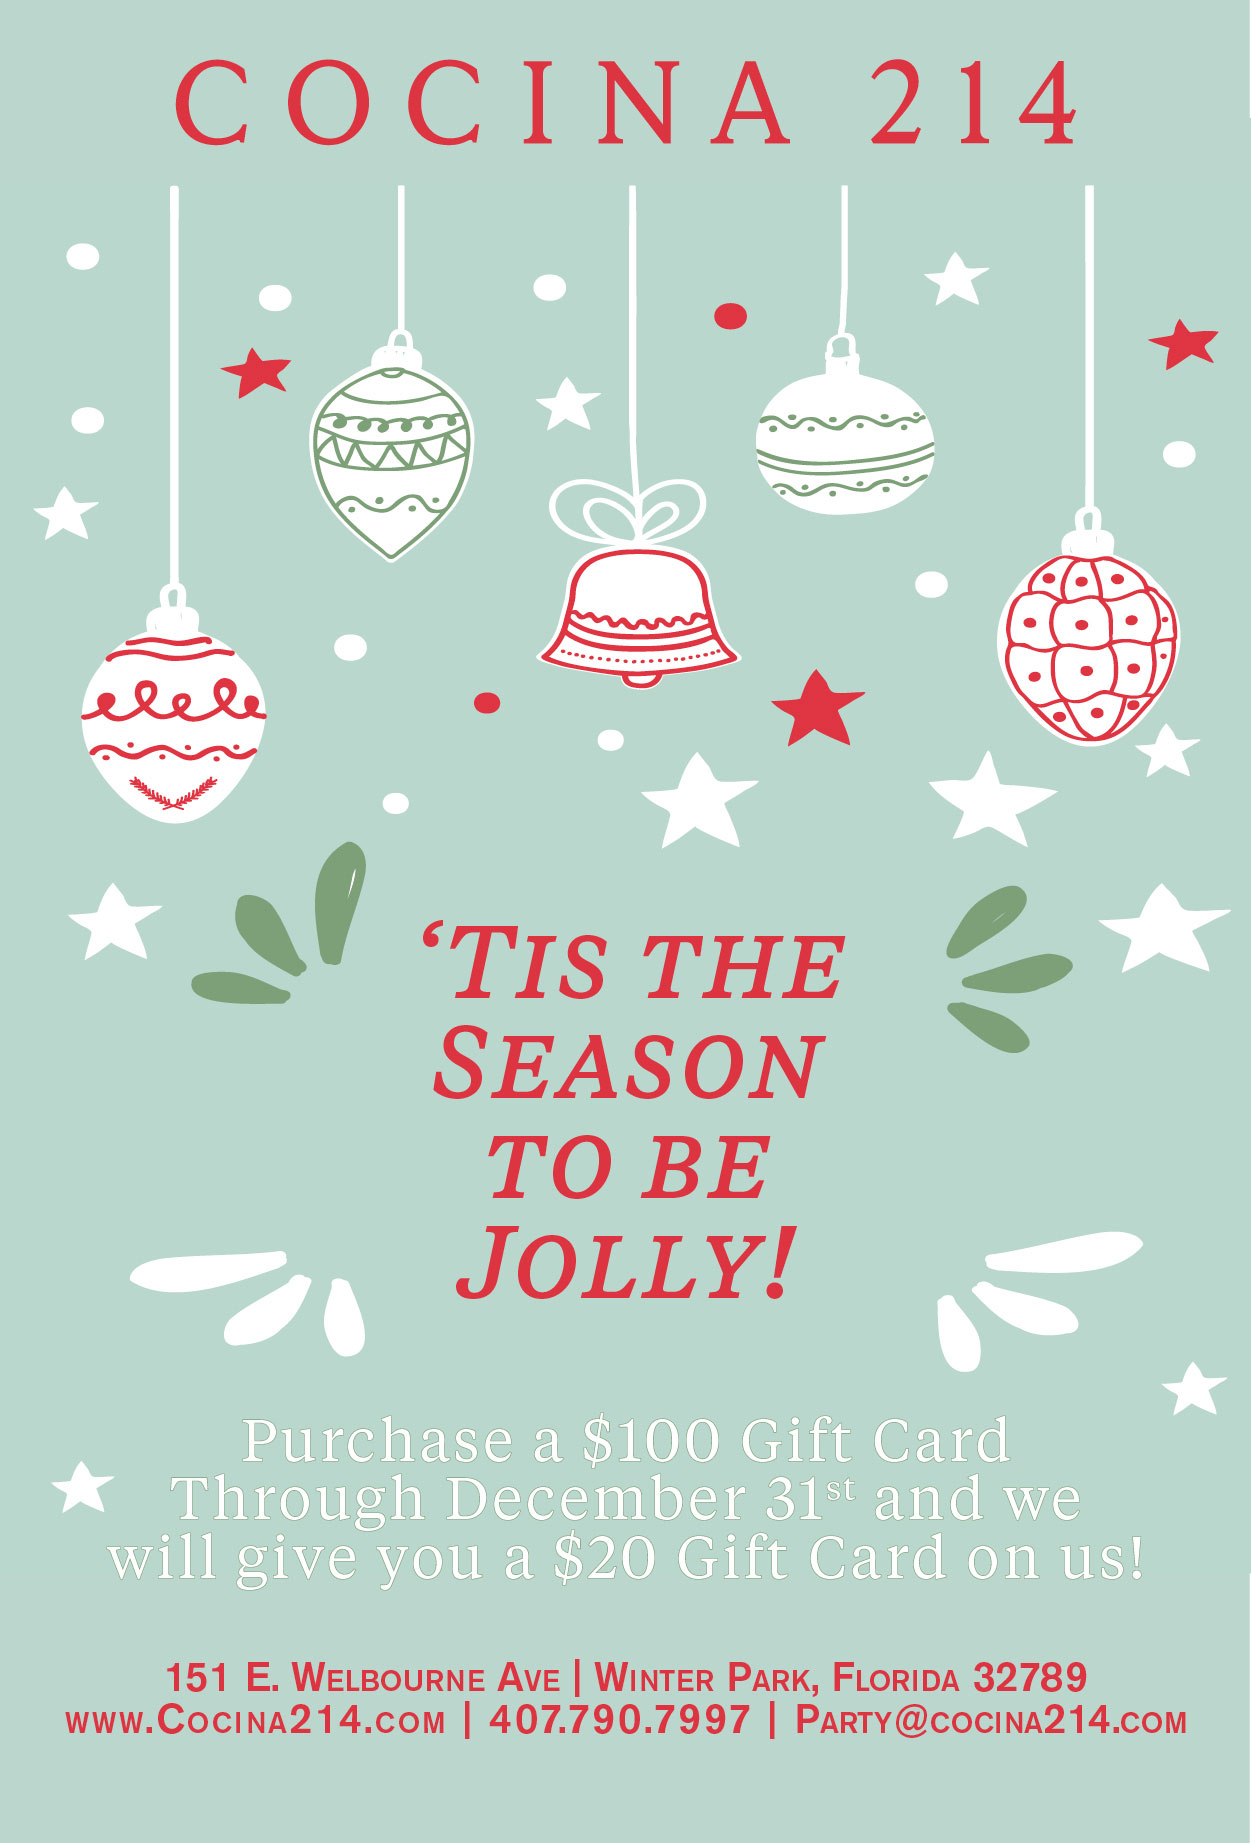 COCINA 214
‘Tis the
Season
to be
Jolly!
Purchase a $100 Gift Card
Through December 31st and we
will give you a $20 Gift Card on us!
151 E. Welbourne Ave | Winter Park, Florida 32789
www.Cocina214.com | 407.790.7997 | Party@cocina214.com